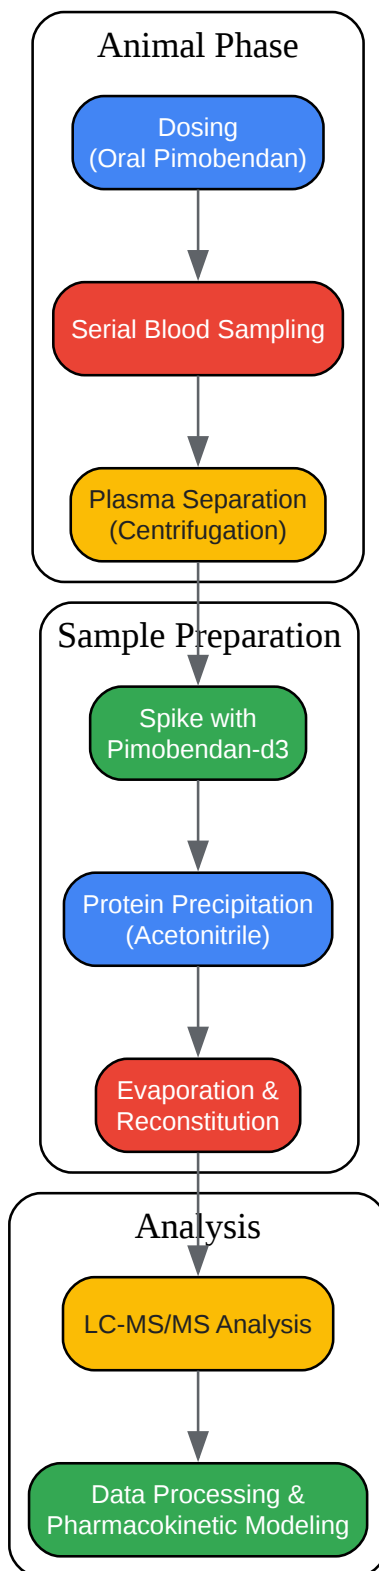 Animal Phase
Dosing
(Oral Pimobendan)
Serial Blood Sampling
Plasma Separation
(Centrifugation)
Sample Preparation
Spike with
Pimobendan-d3
Protein Precipitation
(Acetonitrile)
Evaporation &
Reconstitution
Analysis
LC-MS/MS Analysis
Data Processing &
Pharmacokinetic Modeling